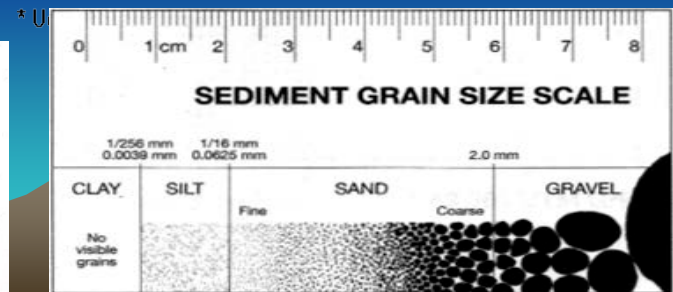 * U
0 1 cm 2 3 4 5 6 7 8
SEDIMENT GRAIN SIZE SCALE
1/256 mm 1/16 mm
0.0039 mm 0.0625 mm 2.0 mm
CLAY SILT SAND GRAVEL
Fine Coarse
No
visible
grains